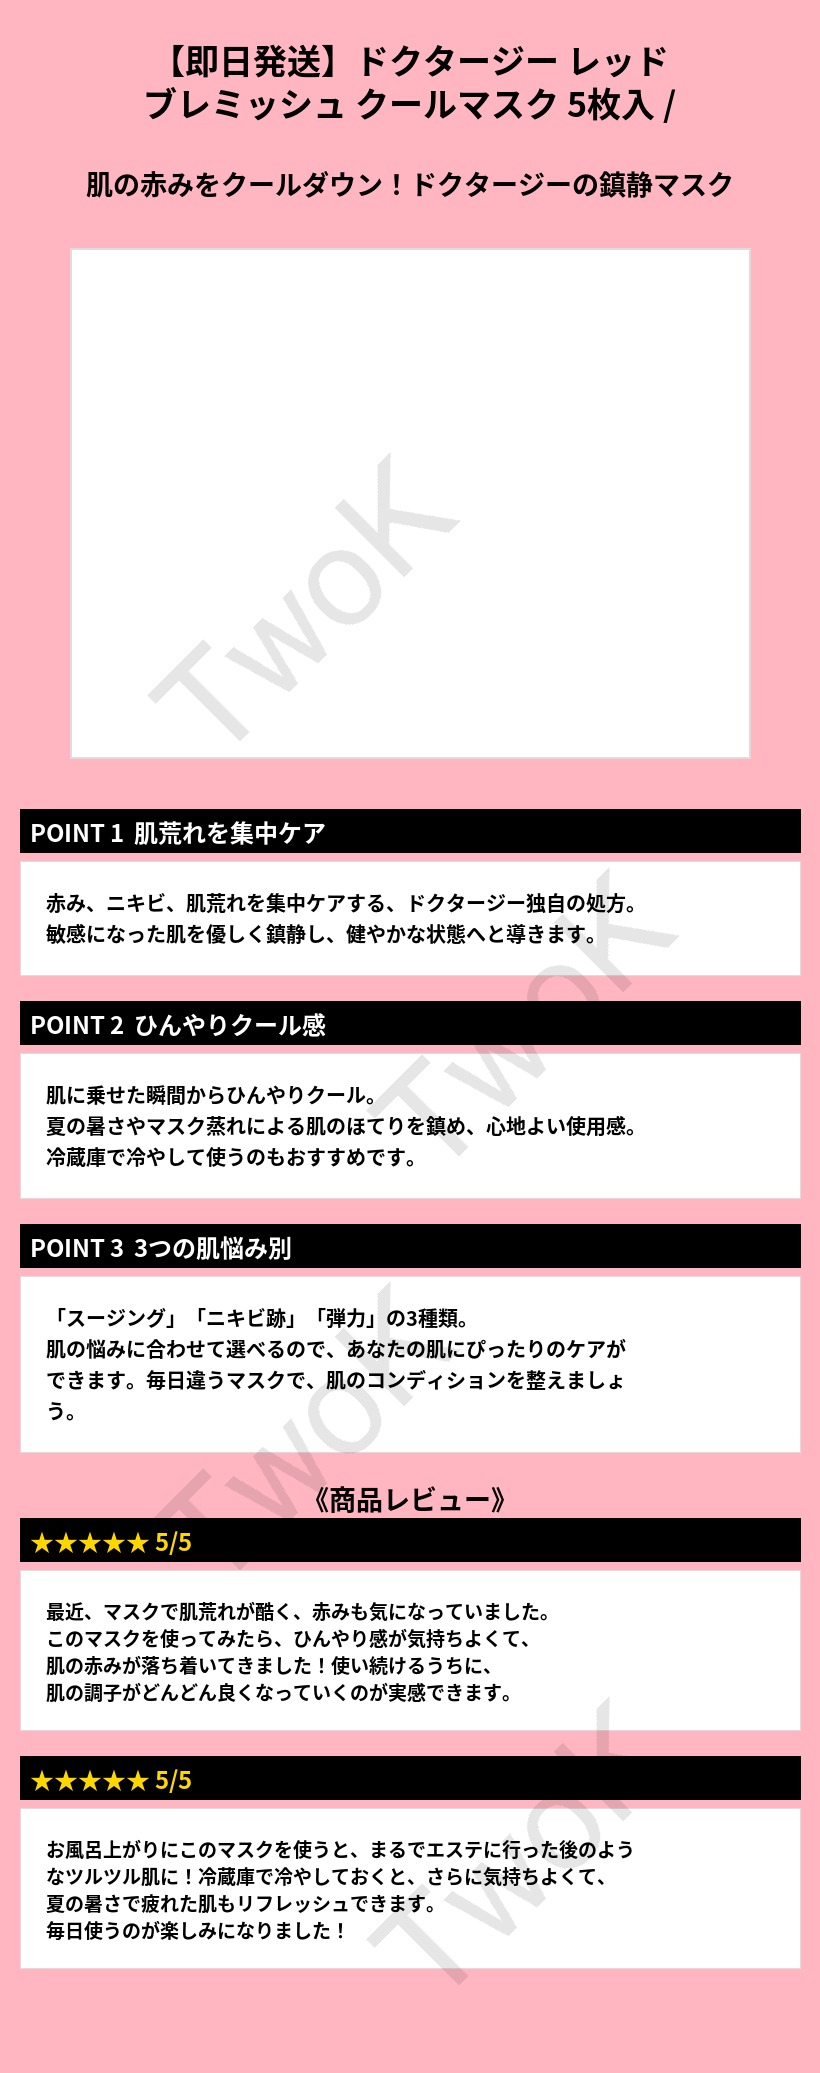 【即日発送】ドクタージー レッド
ブレミッシュ クールマスク 5枚入 /
肌の赤みをクールダウン！ドクタージーの鎮静マスク
TwoK
POINT 1 肌荒れを集中ケア
赤み、ニキビ、肌荒れを集中ケアする、ドクタージー独自の処方。
敏感になった肌を優しく鎮静し、健やかな状態へと導きます。
TwoK
POINT 2 ひんやりクール感
肌に乗せた瞬間からひんやりクール。
夏の暑さやマスク蒸れによる肌のほてりを鎮め、心地よい使用感。
冷蔵庫で冷やして使うのもおすすめです。
POINT 3 3つの肌悩み別
「スージング」「ニキビ跡」「弾力」の3種類。
肌の悩みに合わせて選べるので、あなたの肌にぴったりのケアが
できます。毎日違うマスクで、肌のコンディションを整えましょ
う。
TwoK
《商品レビュー》
★★★★★ 5/5
最近、マスクで肌荒れが酷く、赤みも気になっていました。
このマスクを使ってみたら、ひんやり感が気持ちよくて、
肌の赤みが落ち着いてきました！使い続けるうちに、
肌の調子がどんどん良くなっていくのが実感できます。
★★★★★ 5/5
お風呂上がりにこのマスクを使うと、まるでエステに行った後のよう
なツルツル肌に！冷蔵庫で冷やしておくと、さらに気持ちよくて、
夏の暑さで疲れた肌もリフレッシュできます。
毎日使うのが楽しみになりました！
TwoK